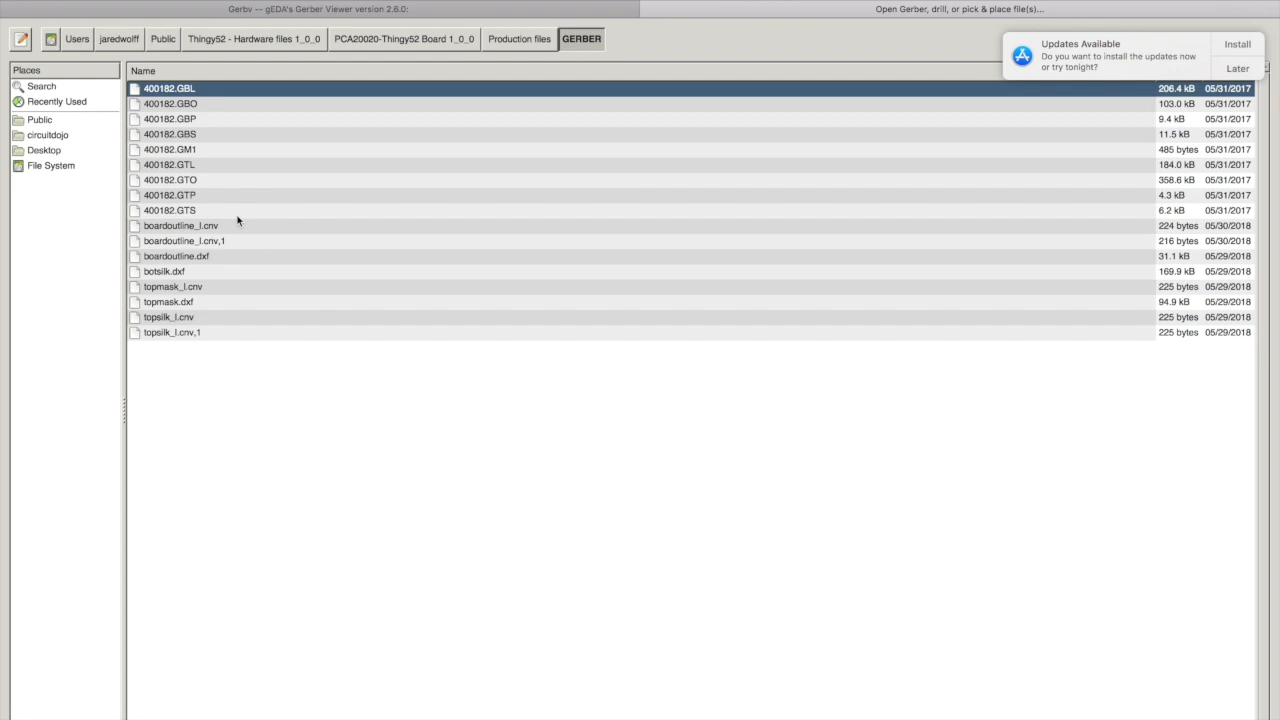 Gerbv -- gEDA's Gerber Viewer version 2.6.0:
Open Gerber, drill, or pick & place file(s)...
Users
jaredwolff
Public
Thingy52 - Hardware files 1_0_0
PCA20020-Thingy52 Board 1_0_0
Production files
GERBER
Updates Available
Do you want to install the updates now
or try tonight?
Install
Later
Places
Search
Recently Used
Public
circuitdojo
Desktop
File System
Name
400182.GBL 206.4 kB 05/31/2017
400182.GBO 103.0 kB 05/31/2017
400182.GBP 9.4 kB 05/31/2017
400182.GBS 11.5 kB 05/31/2017
400182.GM1 485 bytes 05/31/2017
400182.GTL 184.0 kB 05/31/2017
400182.GTO 358.6 kB 05/31/2017
400182.GTP 4.3 kB 05/31/2017
400182.GTS 6.2 kB 05/31/2017
boardoutline_l.cnv 224 bytes 05/30/2018
boardoutline_l.cnv,1 216 bytes 05/30/2018
boardoutline.dxf 31.1 kB 05/29/2018
botsilk.dxf 169.9 kB 05/29/2018
topmask_l.cnv 225 bytes 05/29/2018
topmask.dxf 94.9 kB 05/29/2018
topsilk_l.cnv 225 bytes 05/29/2018
topsilk_l.cnv,1 225 bytes 05/29/2018